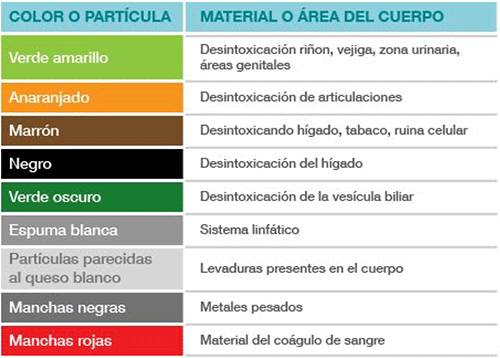 COLOR O PARTÍCULA MATERIAL O ÁREA DEL CUERPO
Verde amarillo Desintoxicación riñon, vejiga, zona urinaria,
áreas genitales
Anaranjado Desintoxicación de articulaciones
Marrón Desintoxicando hígado, tabaco, ruina celular
Negro Desintoxicación del hígado
Verde oscuro Desintoxicación de la vesícula biliar
Espuma blanca Sistema linfático
Partículas parecidas
al queso blanco Levaduras presentes en el cuerpo
Manchas negras Metales pesados
Manchas rojas Material del coágulo de sangre